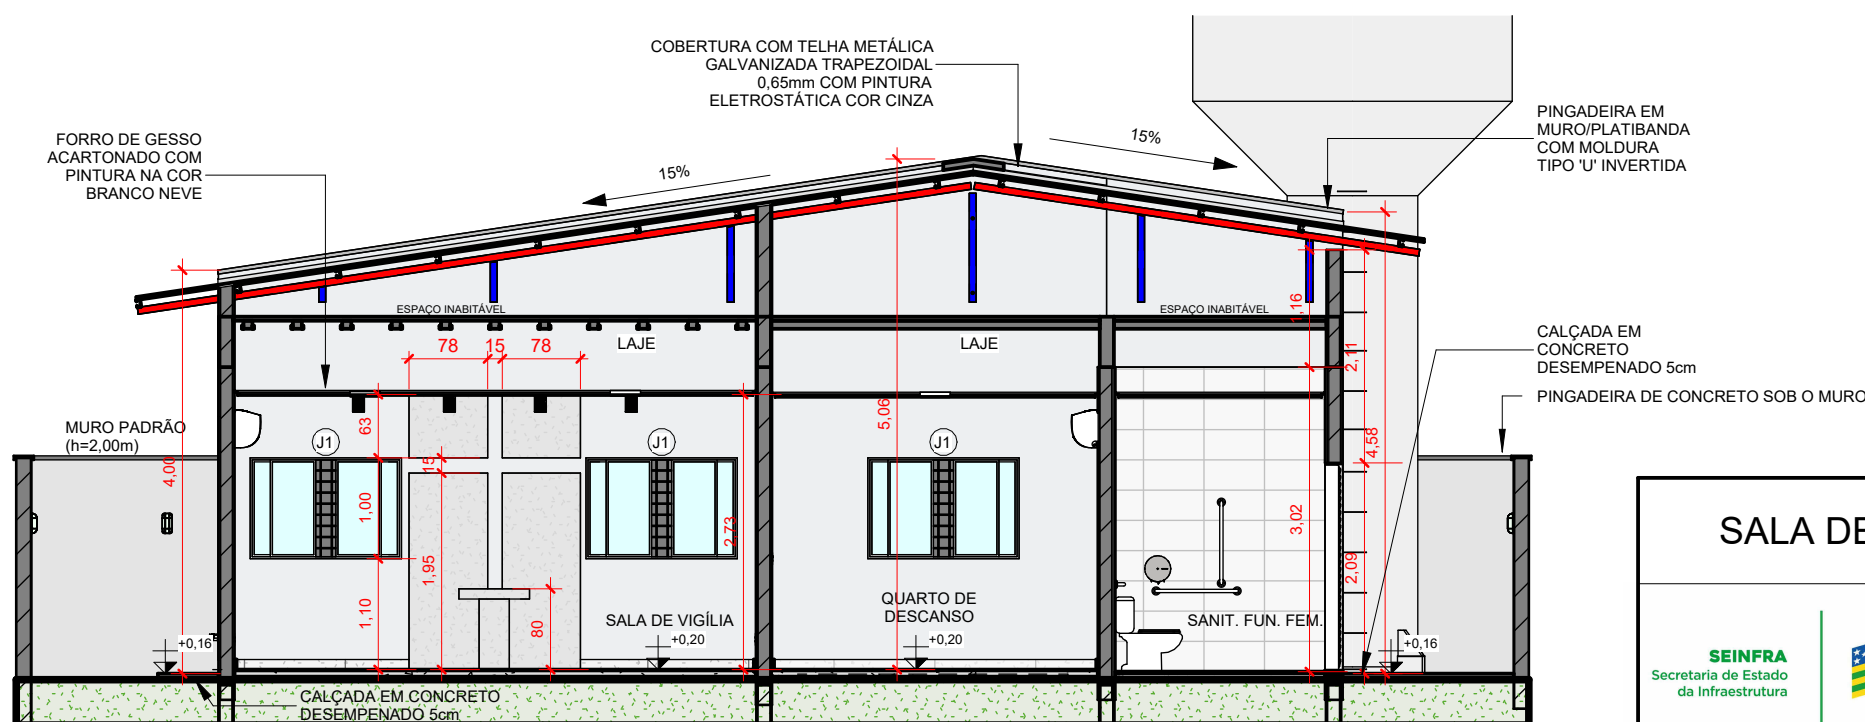 COBERTURA COM TELHA METÁLICA
GALVANIZADA TRAPEZOIDAL
0,65mm COM PINTURA
ELETROSTÁTICA COR CINZA
FORRO DE GESSO
ACARTONADO COM
PINTURA NA COR
BRANCO NEVE
15%
15%
PINGADEIRA EM
MURO/PLATIBANDA
COM MOLDURA
TIPO 'U' INVERTIDA
ESPAÇO INABITÁVEL
ESPAÇO INABITÁVEL
1,16
78
15
78
LAJE
LAJE
2,11
CALÇADA EM
CONCRETO
DESEMPENADO 5cm
PINGADEIRA DE CONCRETO SOB O MURO
MURO PADRÃO
(h=2,00m)
4,00
63
15
5,06
4,58
J1
J1
J1
1,00
1,95
2,73
3,02
2,09
1,10
80
SALA DE VIGÍLIA
QUARTO DE
DESCANSO
SANIT. FUN. FEM.
+0,16
+0,20
+0,20
+0,16
CALÇADA EM CONCRETO
DESEMPENADO 5cm
SALA DE
SEINFRA
Secretaria de Estado
da Infraestrutura